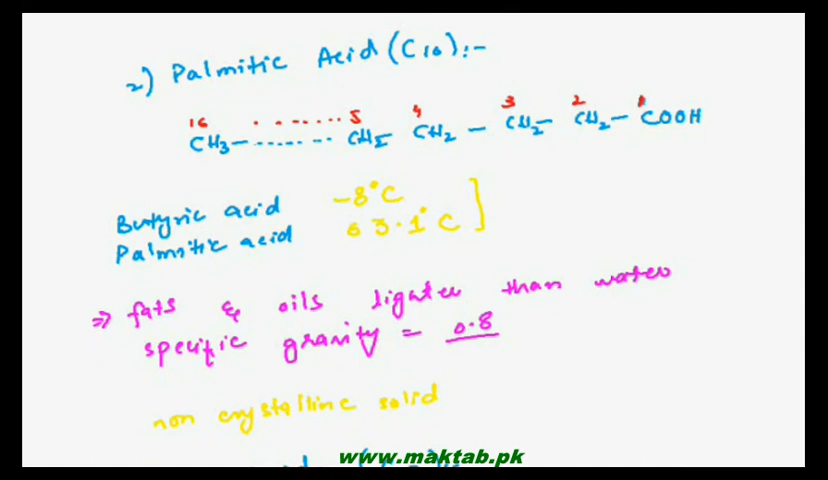 2) Palmitic Acid (C16):-
16 ....... 5 4 3 2 1
CH3-....... CH2 CH2 - CH2- CH2- COOH
Butyric acid -8°C
Palmitic acid 63.1°C
⇒ fats & oils lighter than water
specific gravity = 0.8
non crystalline solid
www.maktab.pk